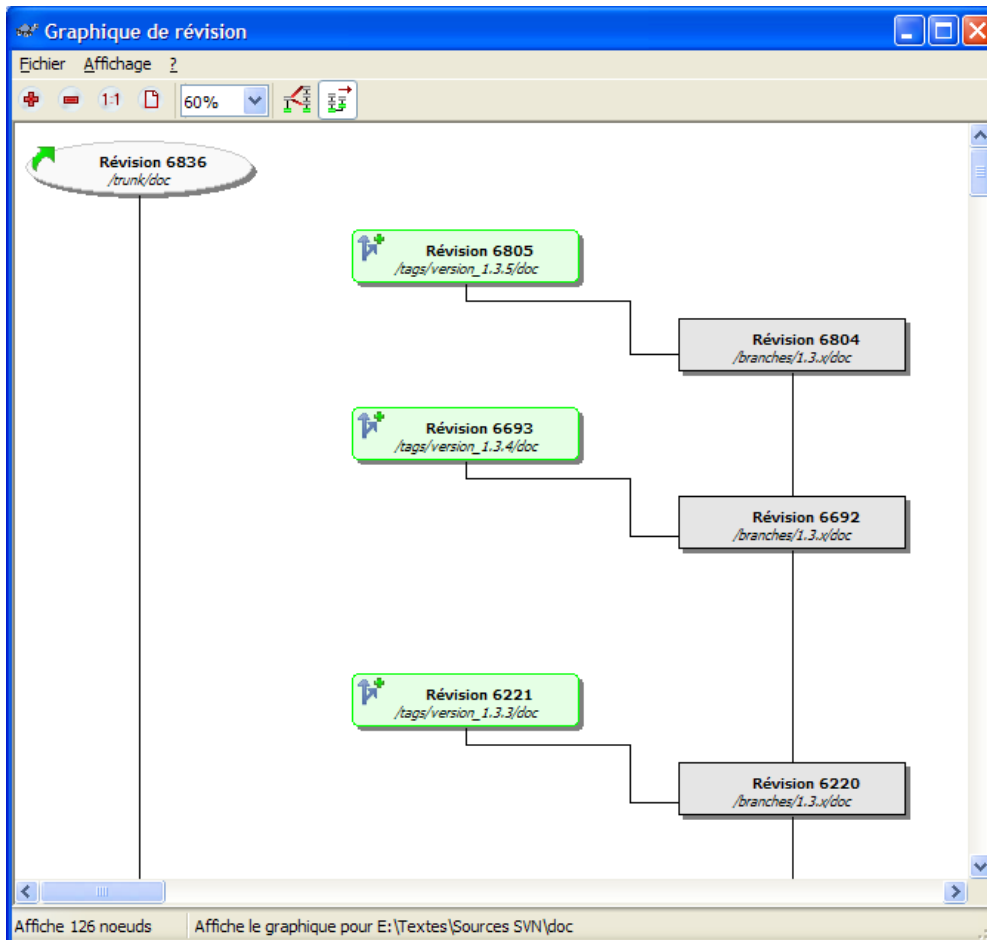 Graphique de révision
Fichier Affichage ?
1:1 60%
Révision 6836
/trunk/doc
Révision 6805
/tags/version_1.3.5/doc
Révision 6804
/branches/1.3.x/doc
Révision 6693
/tags/version_1.3.4/doc
Révision 6692
/branches/1.3.x/doc
Révision 6221
/tags/version_1.3.3/doc
Révision 6220
/branches/1.3.x/doc
Affiche 126 noeuds Affiche le graphique pour E:\Textes\Sources SVN\doc